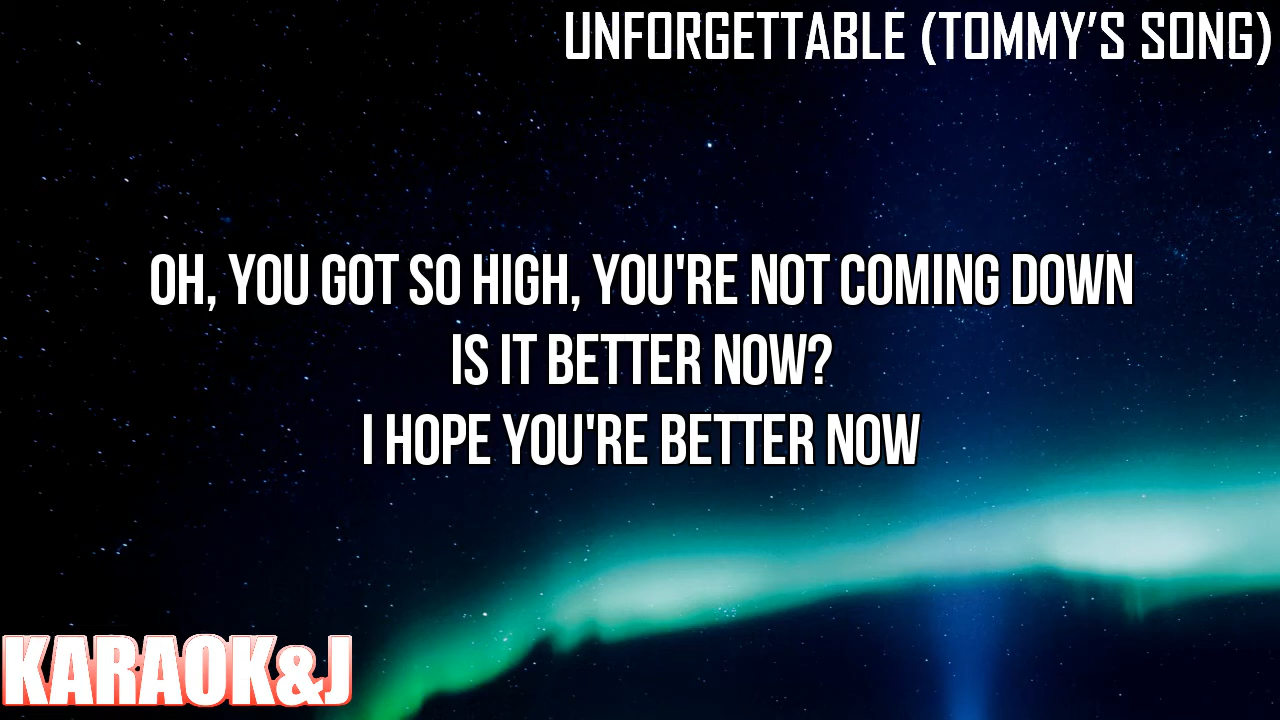 UNFORGETTABLE (TOMMY’S SONG)
OH, YOU GOT SO HIGH, YOU'RE NOT COMING DOWN
IS IT BETTER NOW?
I HOPE YOU'RE BETTER NOW
KARAOK&J